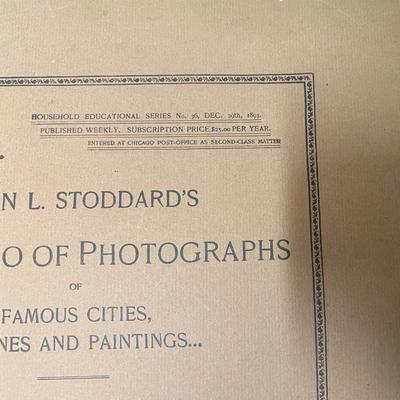 HOUSEHOLD EDUCATIONAL SERIES No. 36, DEC. 29th, 1893.
PUBLISHED WEEKLY. SUBSCRIPTION PRICE $25.00 PER YEAR.
ENTERED AT CHICAGO POST-OFFICE AS SECOND-CLASS MATTER
N L. STODDARD'S
O OF PHOTOGRAPHS
OF
FAMOUS CITIES,
NES AND PAINTINGS...